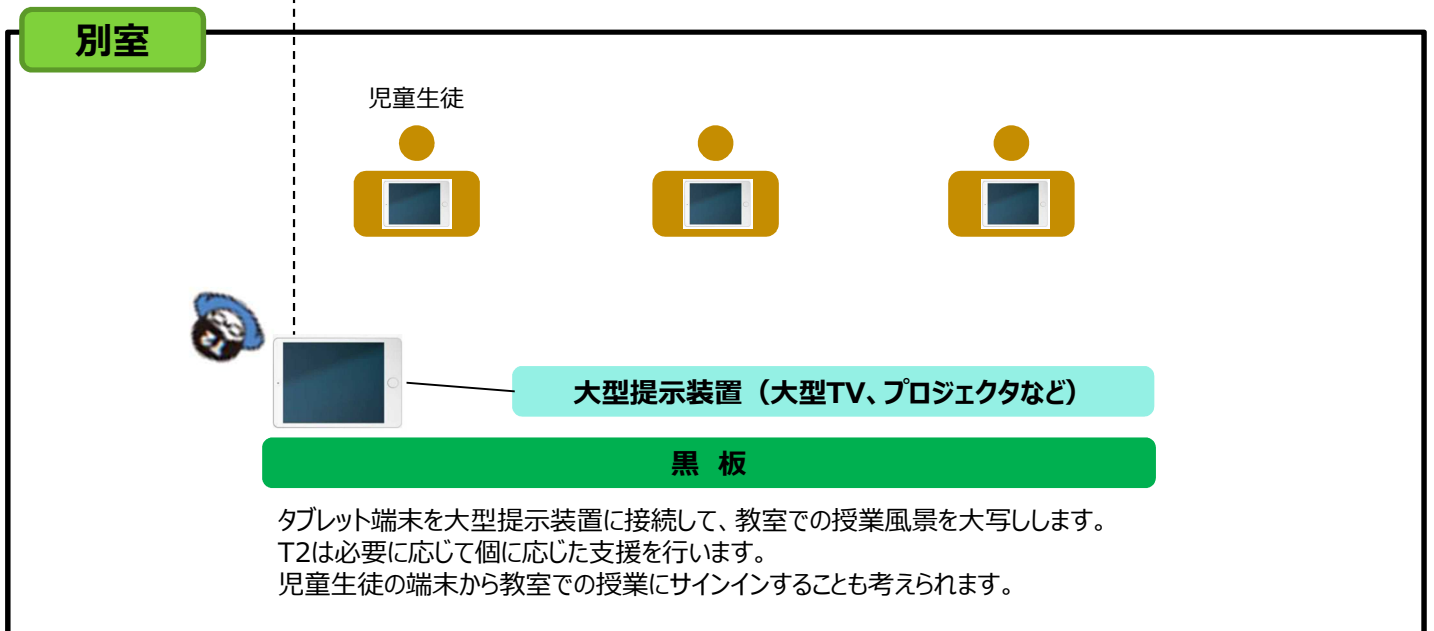 別室
児童生徒
T2
大型提示装置（大型TV、プロジェクタなど）
黒 板
タブレット端末を大型提示装置に接続して、教室での授業風景を大写しします。
T2は必要に応じて個に応じた支援を行います。
児童生徒の端末から教室での授業にサインインすることも考えられます。